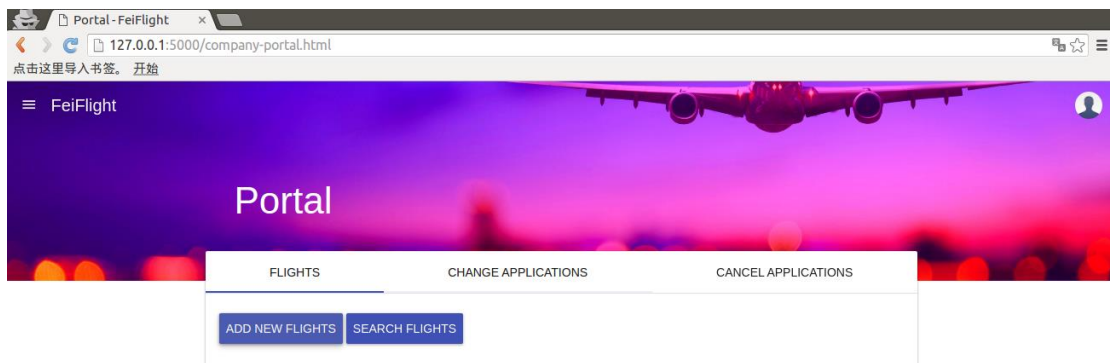 Portal - FeiFlight
127.0.0.1:5000/company-portal.html
点击这里导入书签。 开始
FeiFlight
Portal
FLIGHTS CHANGE APPLICATIONS CANCEL APPLICATIONS
ADD NEW FLIGHTS SEARCH FLIGHTS